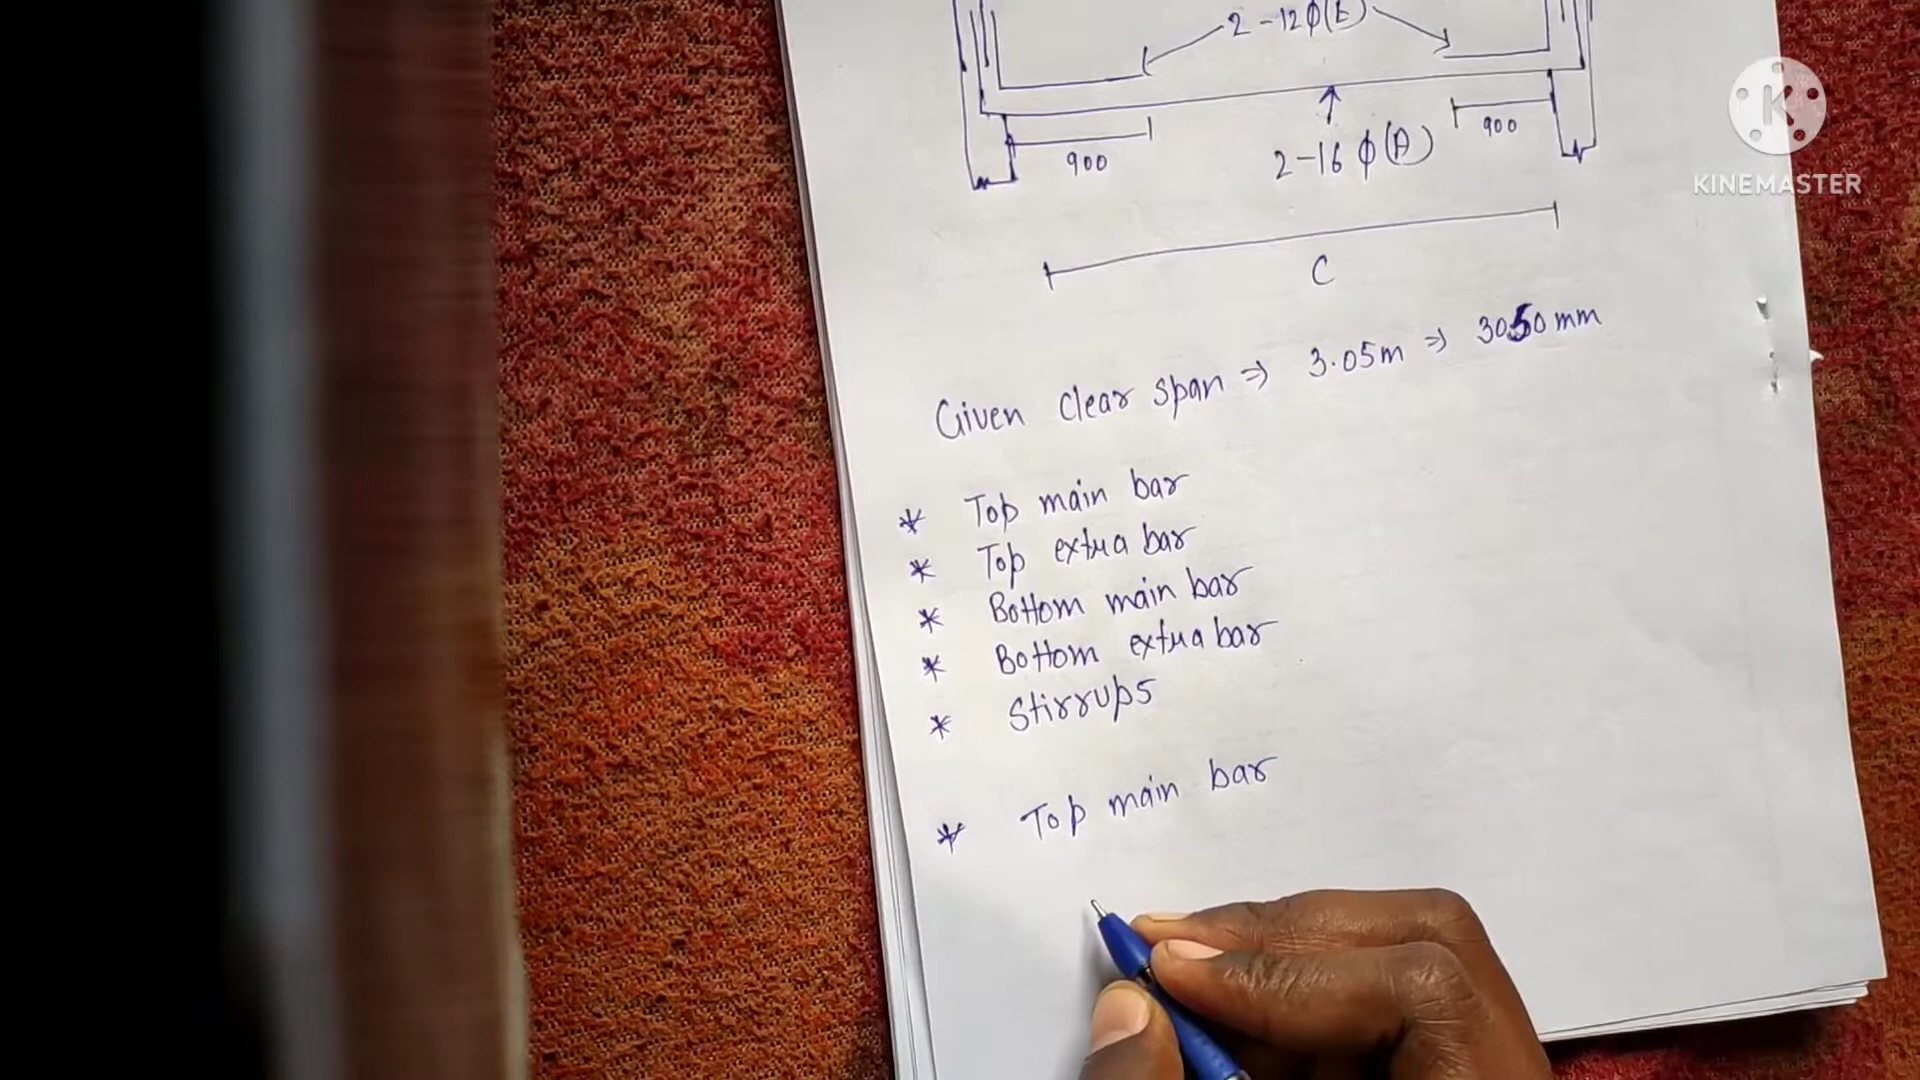 2-12ϕ(E)
900
900
2-16 ϕ(A)
C
Given clear span ⇒ 3.05m ⇒ 3050 mm
* Top main bar
* Top extra bar
* Bottom main bar
* Bottom extra bar
* Stirrups
* Top main bar
KINEMASTER